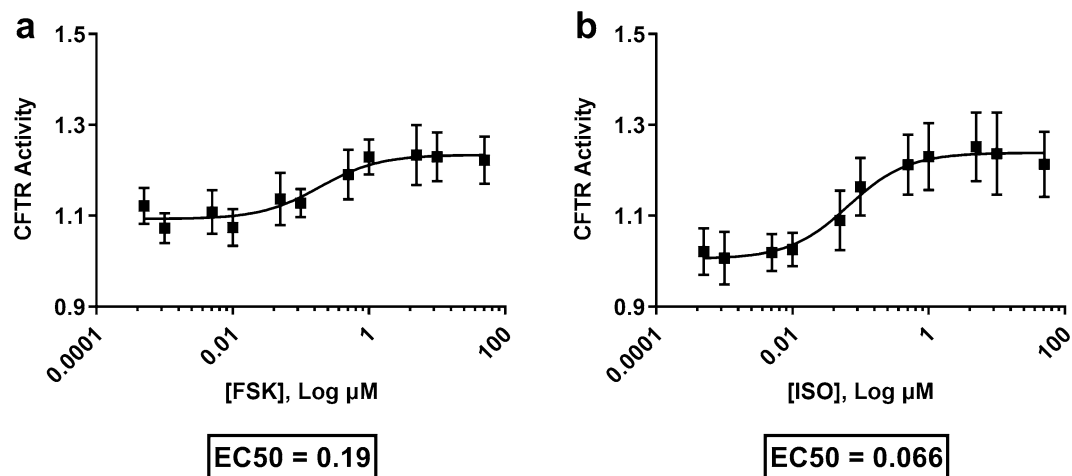 a
1.5
1.3
1.1
0.9
CFTR Activity
0.0001
0.01
1
100
[FSK], Log µM
EC50 = 0.19
b
1.5
1.3
1.1
0.9
CFTR Activity
0.0001
0.01
1
100
[ISO], Log µM
EC50 = 0.066